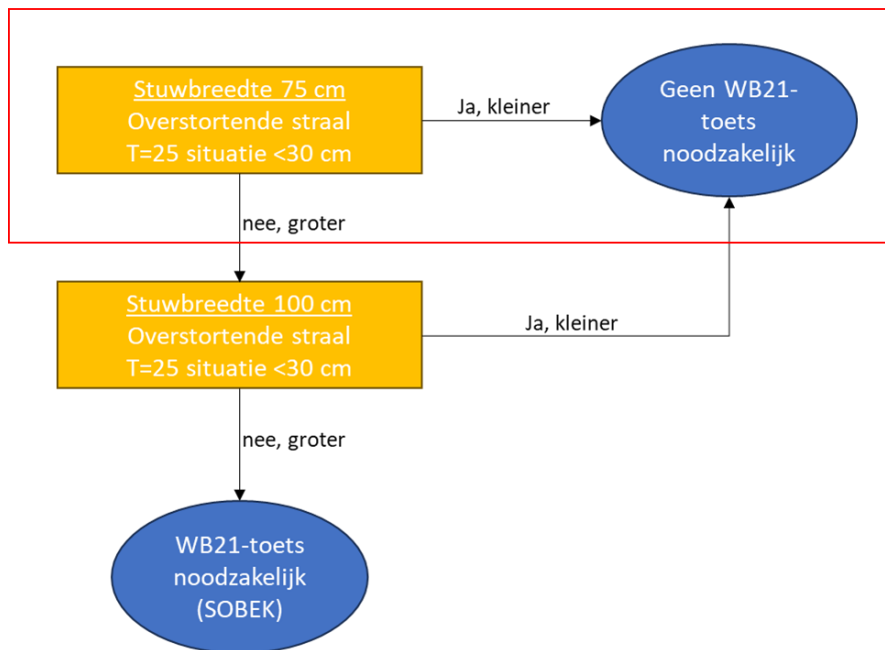 Stuwbreedte 75 cm
Overstortende straal
T=25 situatie <30 cm
Ja, kleiner
Geen WB21-
toets
noodzakelijk
nee, groter
Stuwbreedte 100 cm
Overstortende straal
T=25 situatie <30 cm
Ja, kleiner
nee, groter
WB21-toets
noodzakelijk
(SOBEK)